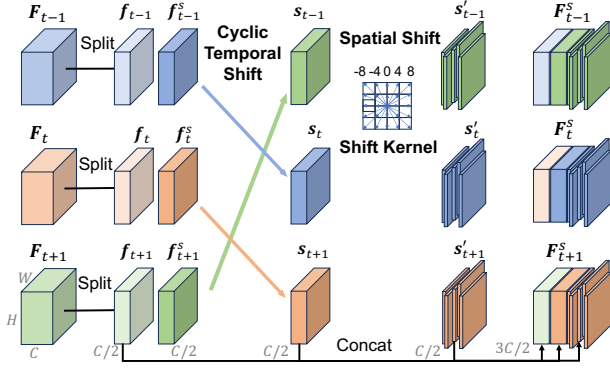 F_{t-1} Split f_{t-1} f^s_{t-1} Cyclic Temporal Shift s_{t-1} Spatial Shift s'_{t-1} F^s_{t-1}
-8 -4 0 4 8
F_t Split f_t f^s_t s_t Shift Kernel s'_t F^s_t
F_{t+1} Split f_{t+1} f^s_{t+1} s_{t+1} s'_{t+1} F^s_{t+1}
W
H
C C/2 C/2 C/2 Concat C/2 3C/2